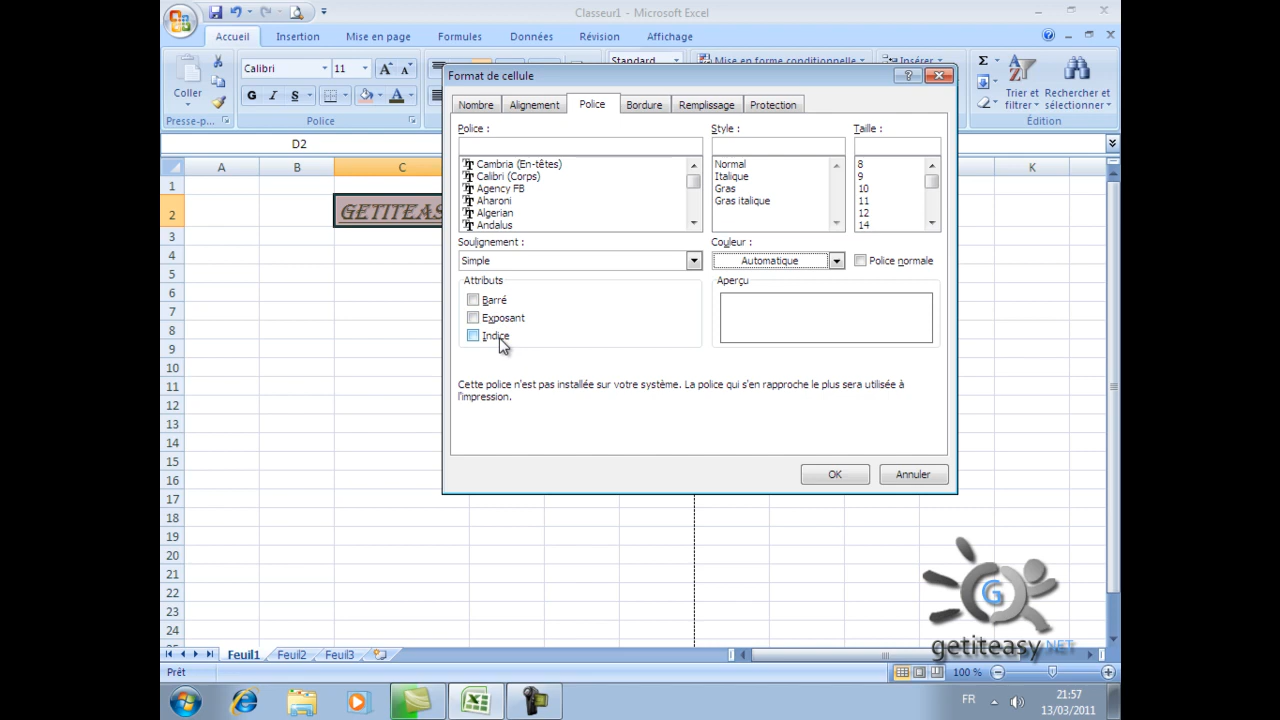 Classeur1 - Microsoft Excel
Accueil Insertion Mise en page Formules Données Révision Affichage
Calibri 11 Standard Mise en forme conditionnelle Insérer
Coller G I S A Trier et filtrer Rechercher et sélectionner
Presse-p... Police Édition
D2
A B C K
1
2 GETITEAS
3
4
5
6
7
8
9
10
11
12
13
14
15
16
17
18
19
20
21
22
23
24
Format de cellule
Nombre Alignement Police Bordure Remplissage Protection
Police : Style : Taille :
Cambria (En-têtes) Normal 8
Calibri (Corps) Italique 9
Agency FB Gras 10
Aharoni Gras italique 11
Algerian 12
Andalus 14
Soulignement : Couleur :
Simple Automatique Police normale
Attributs Aperçu
Barré
Exposant
Indice
Cette police n'est pas installée sur votre système. La police qui s'en rapproche le plus sera utilisée à
l'impression.
OK Annuler
G
getiteasy.NET
Feuil1 Feuil2 Feuil3
Prêt 100 %
FR 21:57
13/03/2011